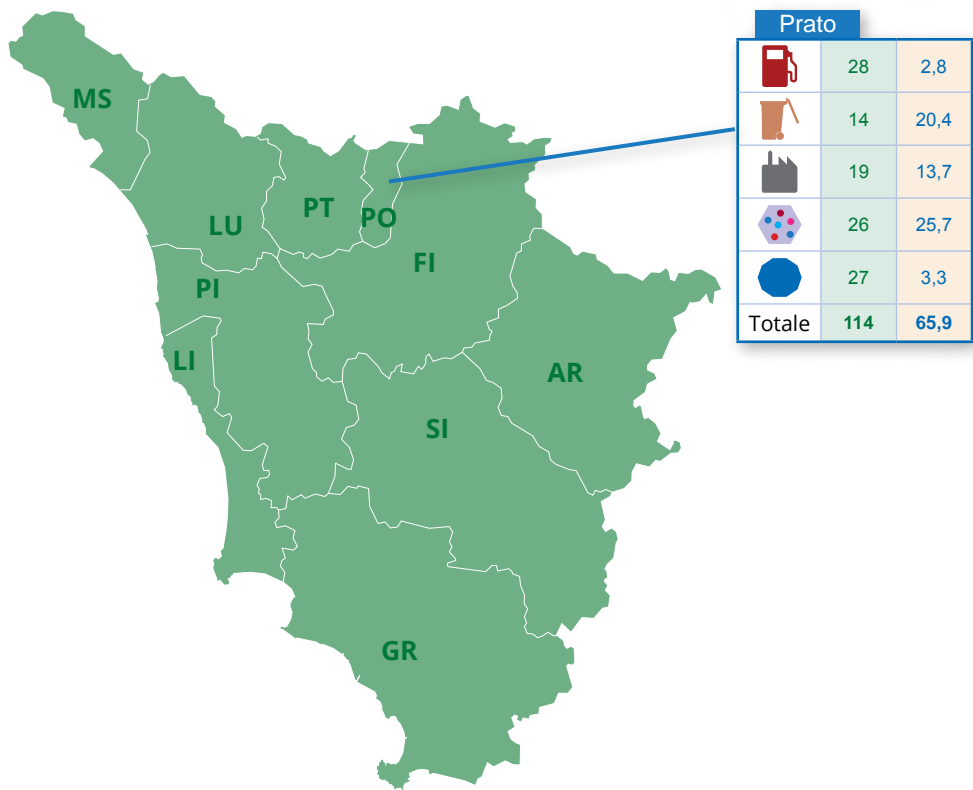 Prato
28 2,8
14 20,4
19 13,7
26 25,7
27 3,3
Totale 114 65,9
MS
LU
PT
PO
FI
PI
LI
AR
SI
GR